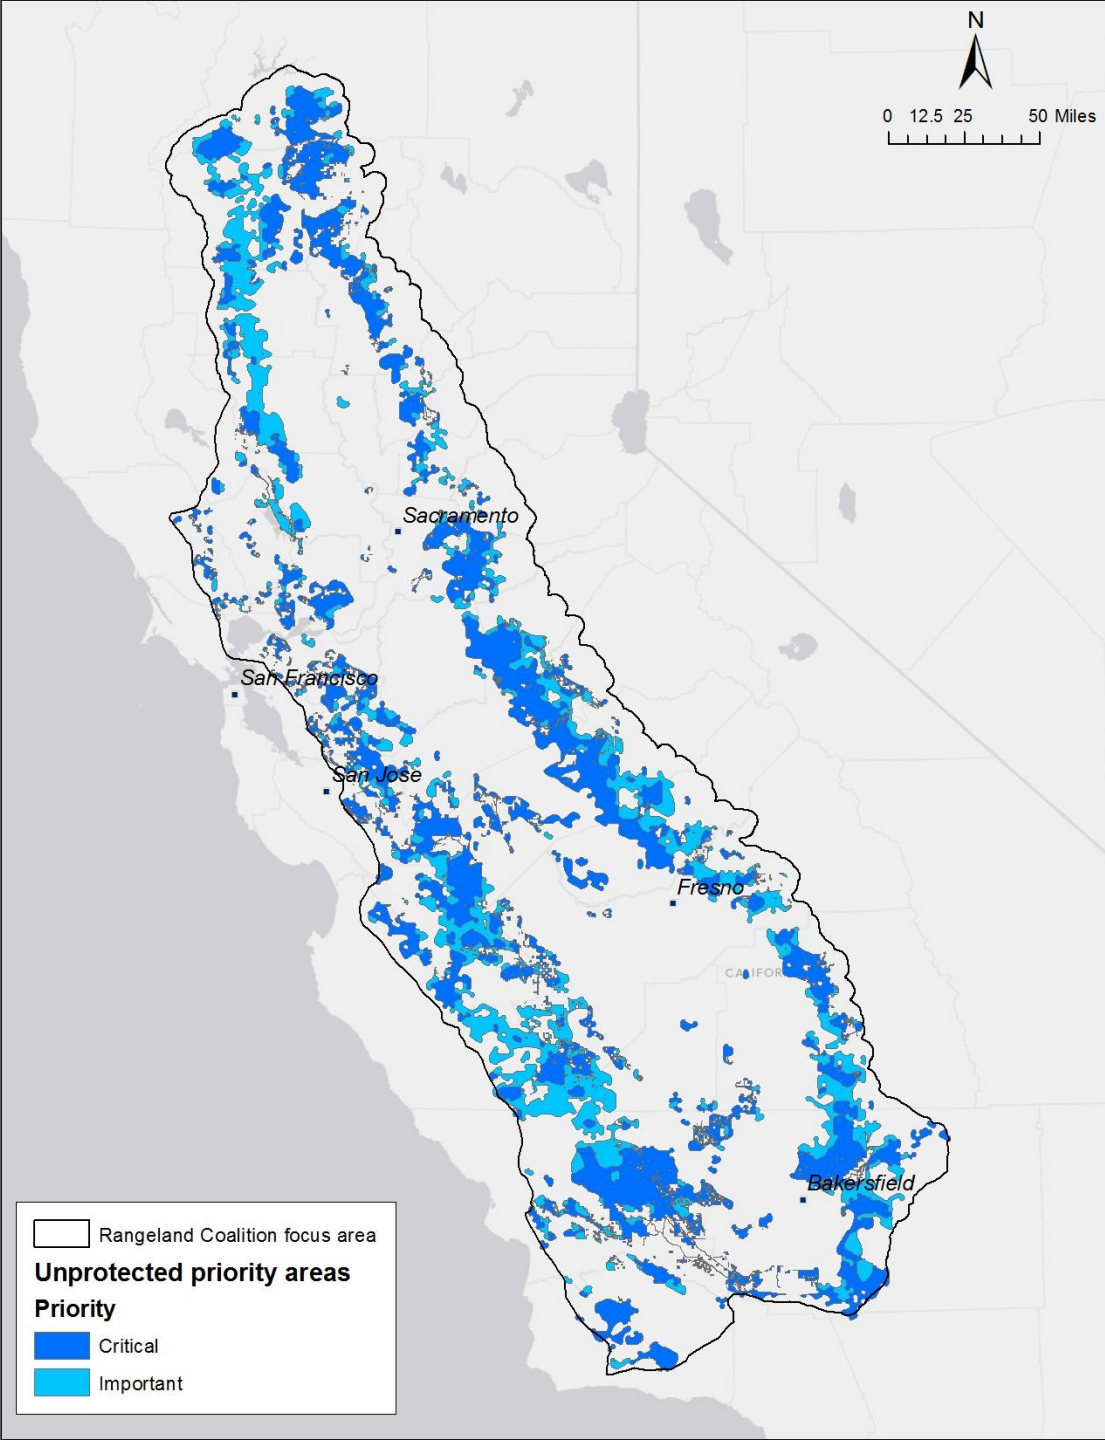 N
0 12.5 25 50 Miles
Sacramento
San Francisco
San Jose
Fresno
CALIFOR
Bakersfield
Rangeland Coalition focus area
Unprotected priority areas
Priority
Critical
Important